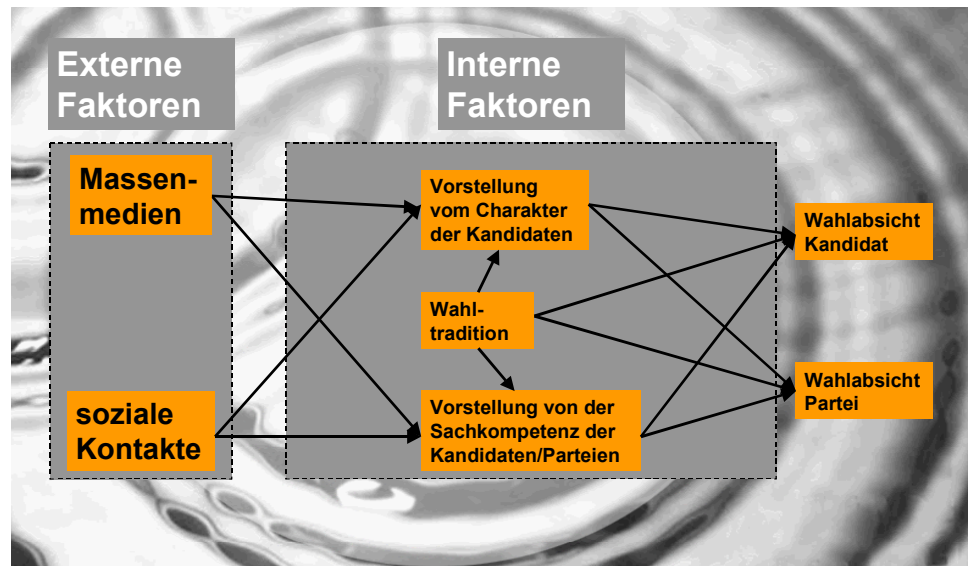 Externe
Faktoren
Interne
Faktoren
Massen-
medien
soziale
Kontakte
Vorstellung
vom Charakter
der Kandidaten
Wahl-
tradition
Vorstellung von der
Sachkompetenz der
Kandidaten/Parteien
Wahlabsicht
Kandidat
Wahlabsicht
Partei